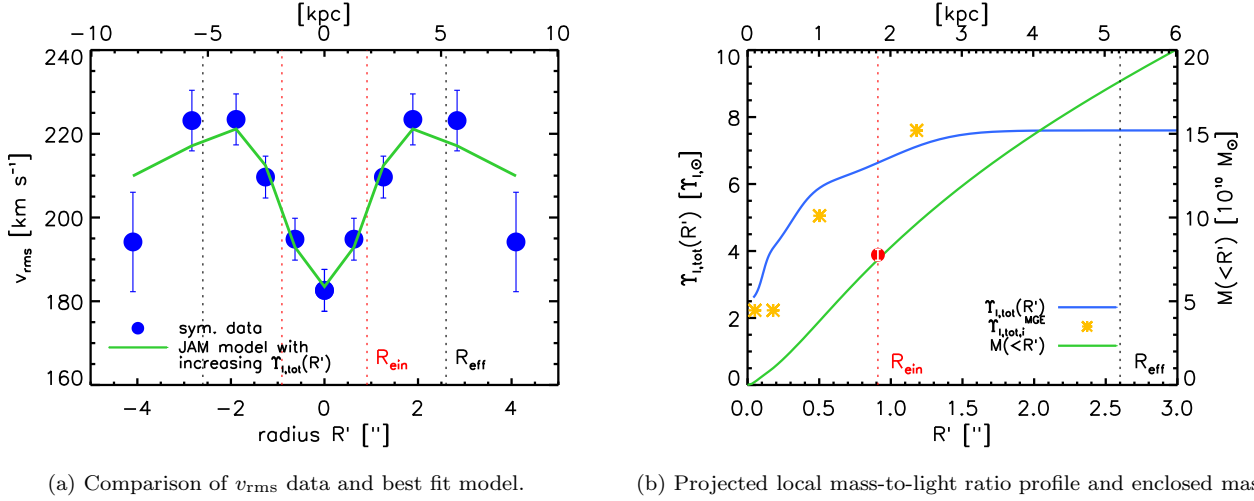 [kpc]
−10 −5 0 5 10
240
220
200
180
160
v_rms [km s⁻¹]
sym. data
JAM model with
increasing ϒ_I,tot(R')
R_ein
R_eff
−4 −2 0 2 4
radius R' ["]
(a) Comparison of v_rms data and best fit model.
[kpc]
0 1 2 3 4 5 6
10
8
6
4
2
0
ϒ_I,tot(R') [ϒ_I,⊙]
20
15
10
5
0
M(<R') [10¹⁰ M_⊙]
ϒ_I,tot(R')
ϒ_I,tot,i^MGE
M(<R')
R_ein
R_eff
0.0 0.5 1.0 1.5 2.0 2.5 3.0
R' ["]
(b) Projected local mass-to-light ratio profile and enclosed mas